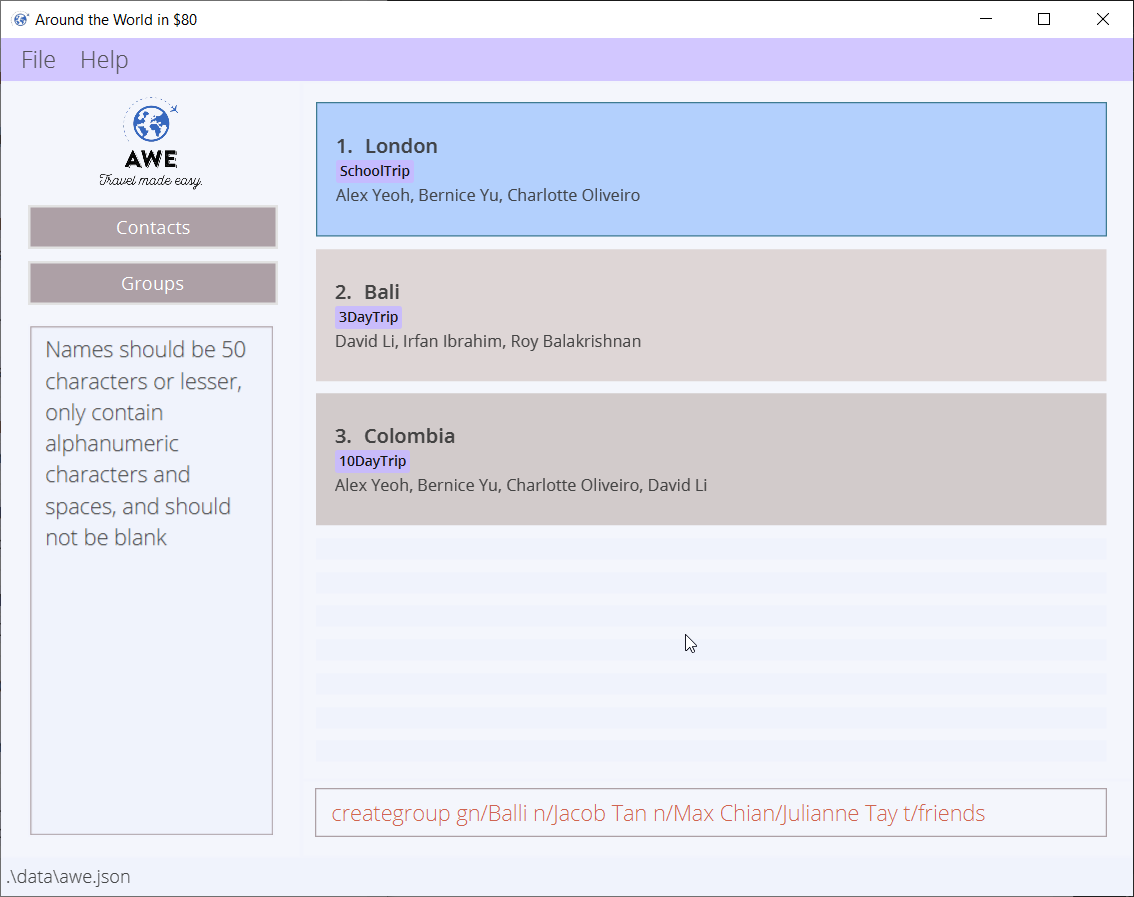 Around the World in $80
File Help
AWE
Travel made easy.
Contacts
Groups
Names should be 50
characters or lesser,
only contain
alphanumeric
characters and
spaces, and should
not be blank
1. London
SchoolTrip
Alex Yeoh, Bernice Yu, Charlotte Oliveiro
2. Bali
3DayTrip
David Li, Irfan Ibrahim, Roy Balakrishnan
3. Colombia
10DayTrip
Alex Yeoh, Bernice Yu, Charlotte Oliveiro, David Li
creategroup gn/Balli n/Jacob Tan n/Max Chian/Julianne Tay t/friends
.\data\awe.json